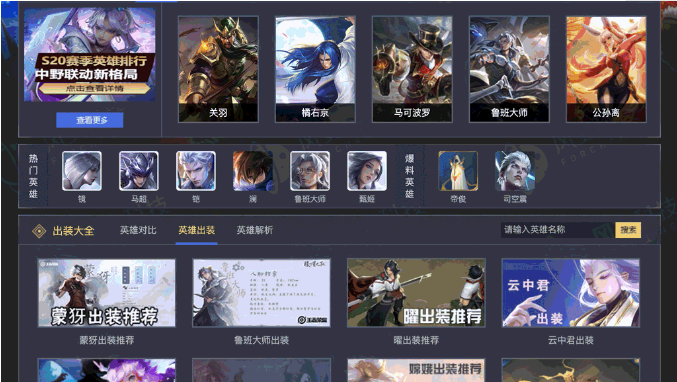 S20赛季英雄排行
中野联动新格局
点击查看详情
查看更多
关羽
橘右京
马可波罗
鲁班大师
公孙离
热门英雄
镜
马超
铠
澜
鲁班大师
甄姬
爆料英雄
帝俊
司空震
出装大全
英雄对比
英雄出装
英雄解析
请输入英雄名称
搜索
蒙犽
蒙犽出装推荐
曜出装推荐
云中君
出装
蒙犽出装推荐
鲁班大师出装
曜出装推荐
云中君出装
嫦娥出装推荐